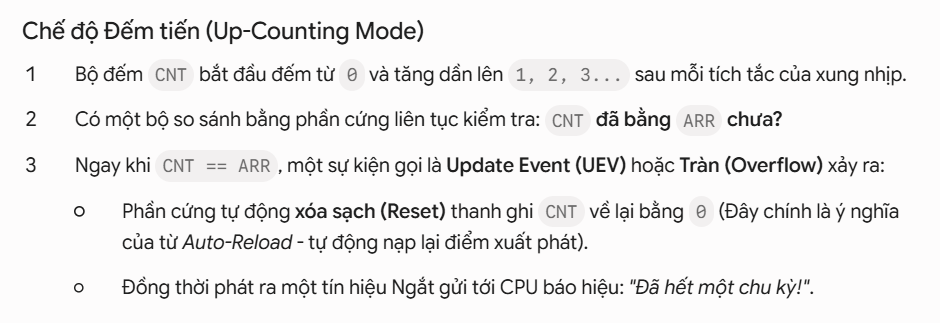 Chế độ Đếm tiến (Up-Counting Mode)
1 Bộ đếm CNT bắt đầu đếm từ 0 và tăng dần lên 1, 2, 3... sau mỗi tích tắc của xung nhịp.
2 Có một bộ so sánh bằng phần cứng liên tục kiểm tra: CNT đã bằng ARR chưa?
3 Ngay khi CNT == ARR , một sự kiện gọi là Update Event (UEV) hoặc Tràn (Overflow) xảy ra:
○ Phần cứng tự động xóa sạch (Reset) thanh ghi CNT về lại bằng 0 (Đây chính là ý nghĩa
của từ Auto-Reload - tự động nạp lại điểm xuất phát).
○ Đồng thời phát ra một tín hiệu Ngắt gửi tới CPU báo hiệu: "Đã hết một chu kỳ!".